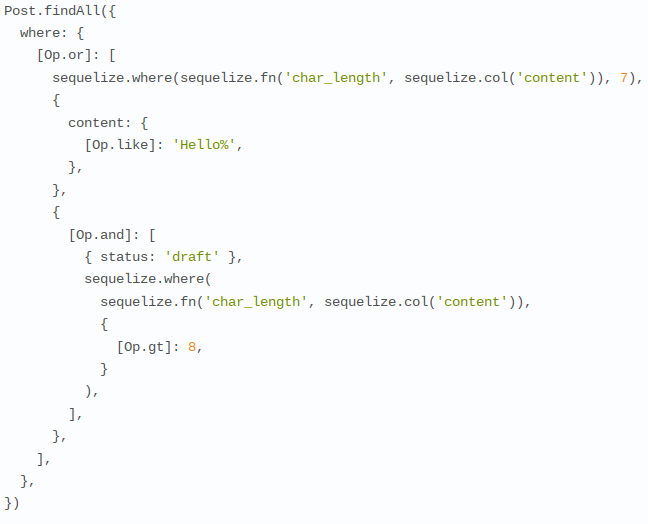 Post.findAll({
  where: {
    [Op.or]: [
      sequelize.where(sequelize.fn('char_length', sequelize.col('content')), 7),
      {
        content: {
          [Op.like]: 'Hello%',
        },
      },
      {
        [Op.and]: [
          { status: 'draft' },
          sequelize.where(
            sequelize.fn('char_length', sequelize.col('content')),
            {
              [Op.gt]: 8,
            }
          ),
        ],
      },
    ],
  },
})